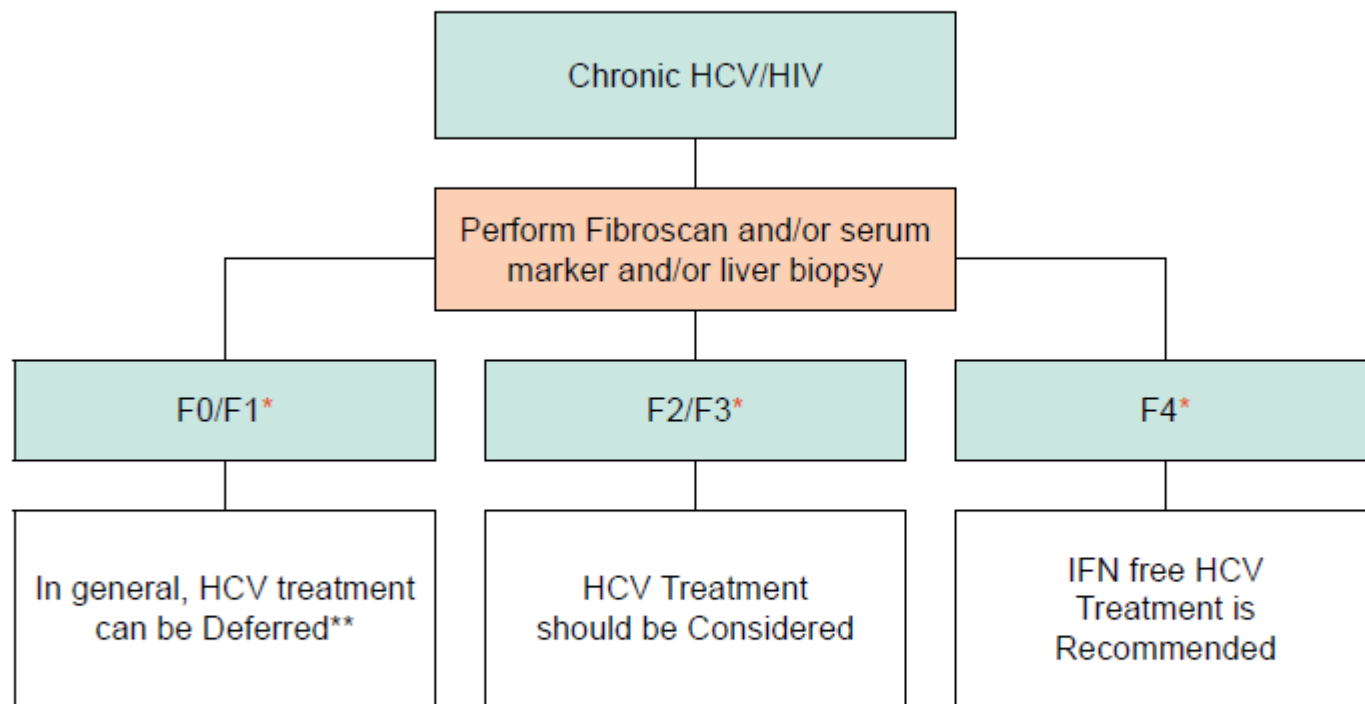 Chronic HCV/HIV
Perform Fibroscan and/or serum
marker and/or liver biopsy
F0/F1*
F2/F3*
F4*
In general, HCV treatment
can be Deferred**
HCV Treatment
should be Considered
IFN free HCV
Treatment is
Recommended